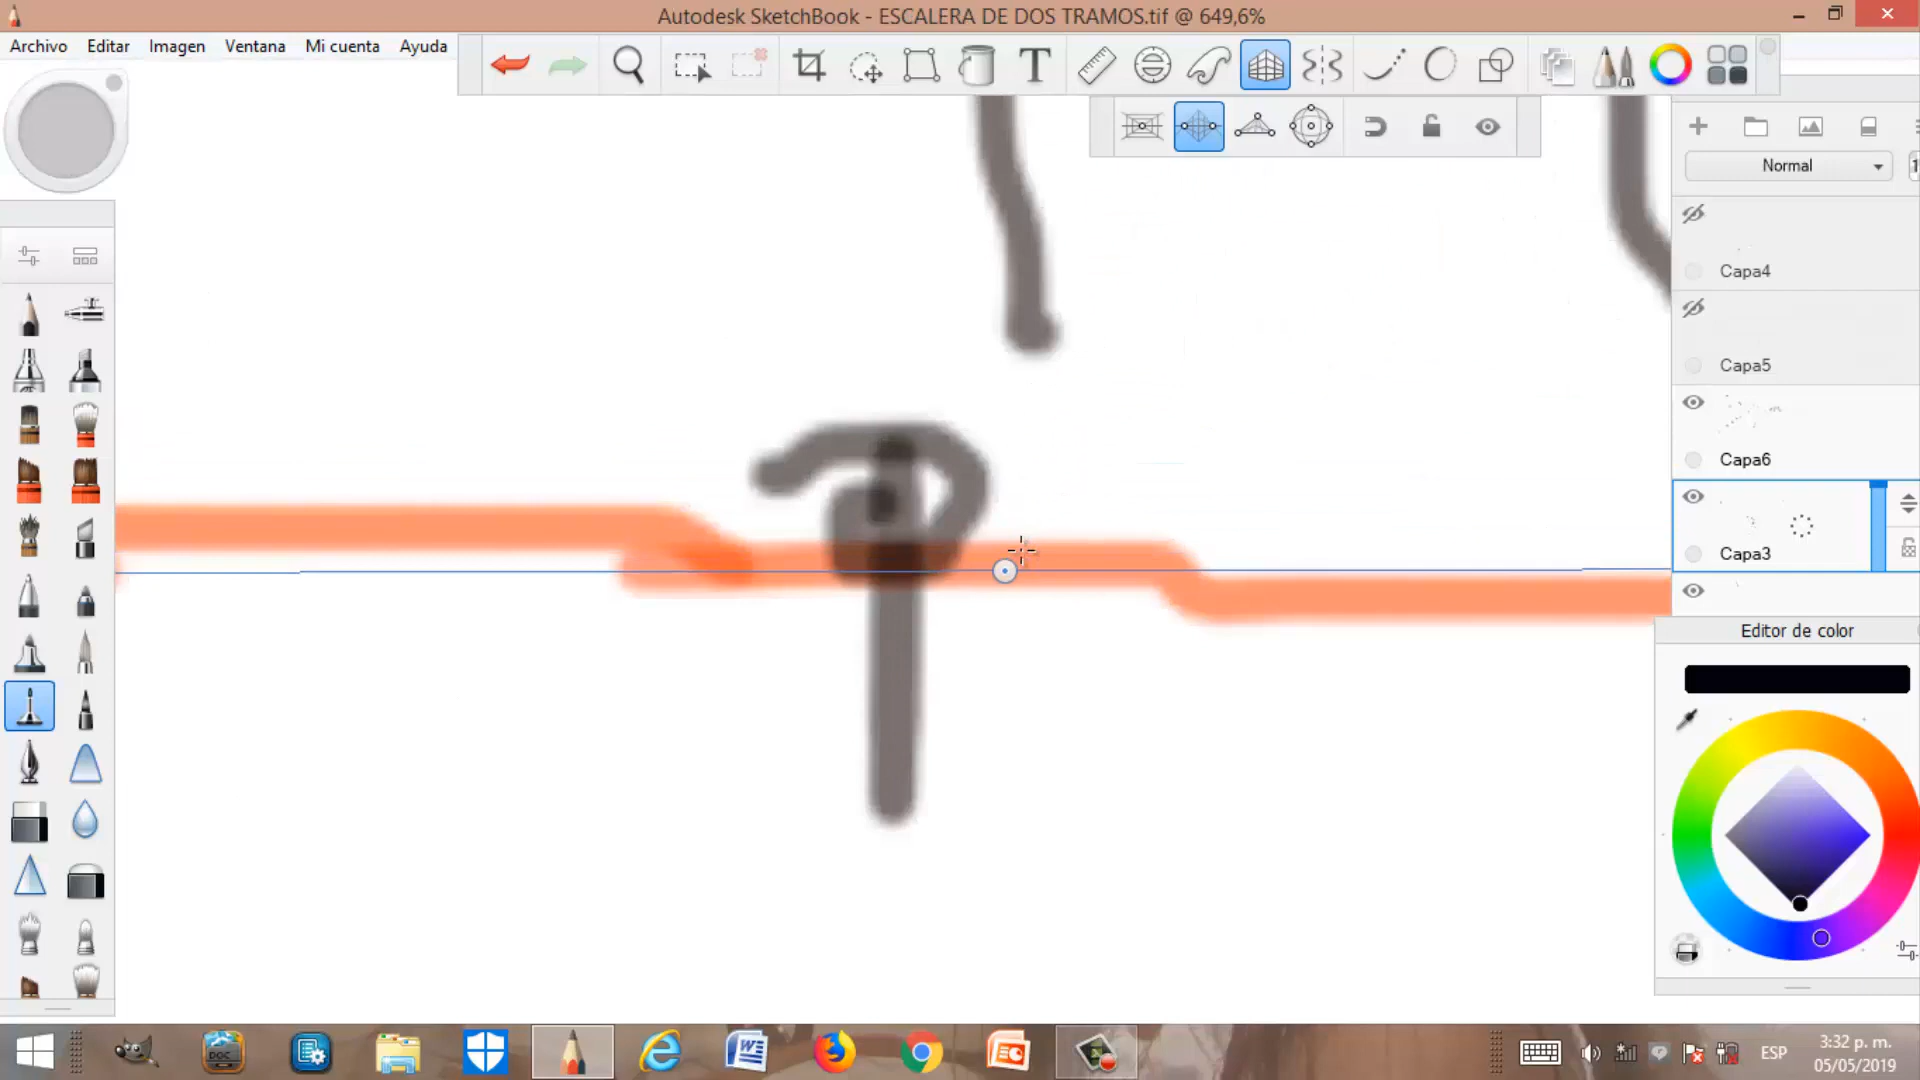 Autodesk SketchBook - ESCALERA DE DOS TRAMOS.tif @ 649,6%
Archivo Editar Imagen Ventana Mi cuenta Ayuda
T
Normal
Capa4
Capa5
Capa6
Capa3
P
Editor de color
DOC
W
ESP
3:32 p. m.
05/05/2019